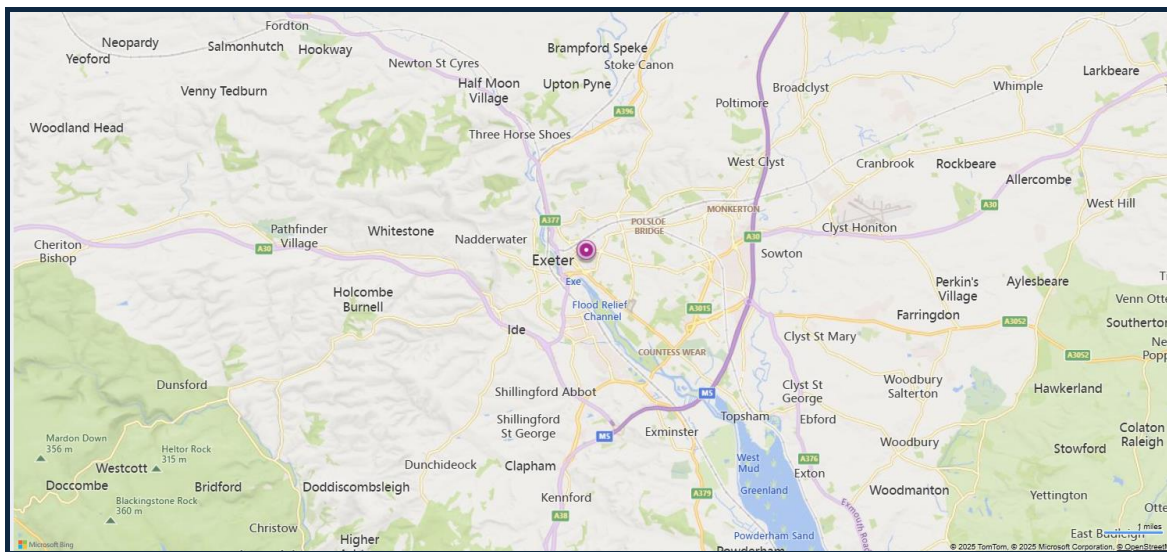 Fordton
Neopardy
Salmonhutch
Hookway
Yeoford
Brampford Speke
Newton St Cyres
Stoke Canon
Larkbeare
Half Moon
Village
Upton Pyne
Whimple
Broadclyst
Venny Tedburn
Poltimore
A396
Woodland Head
Three Horse Shoes
West Clyst
Cranbrook
Rockbeare
Allercombe
West Hill
A30
MONKERTON
A377
POLSLOE
BRIDGE
Pathfinder
Village
Whitestone
Nadderwater
Clyst Honiton
A30
Cheriton
Bishop
A30
Sowton
Exeter
Exe
Perkin's
Village
Aylesbeare
Holcombe
Burnell
Flood Relief
Channel
Venn Otte
A3015
Farringdon
A3052
Southerton
Ide
Clyst St Mary
COUNTESS WEAR
A3052
Dunsford
Woodbury
Salterton
Hawkerland
Shillingford Abbot
M5
Clyst St
George
Topsham
Ebford
Shillingford
St George
M5
Exminster
Colaton
Raleigh
Mardon Down
356 m
Heltor Rock
315 m
Woodbury
Stowford
Westcott
Dunchideock
Clapham
West
Mud
A376
Exton
Doccombe
Bridford
Doddiscombsleigh
Kennford
A379
Greenland
Woodmanton
Yettington
Blackingstone Rock
360 m
A38
Exmouth Road
Christow
Higher
Powderham Sand
Powderham
East Budleigh
1 miles
Microsoft Bing
© 2025 TomTom, © 2025 Microsoft Corporation, © OpenStreetM